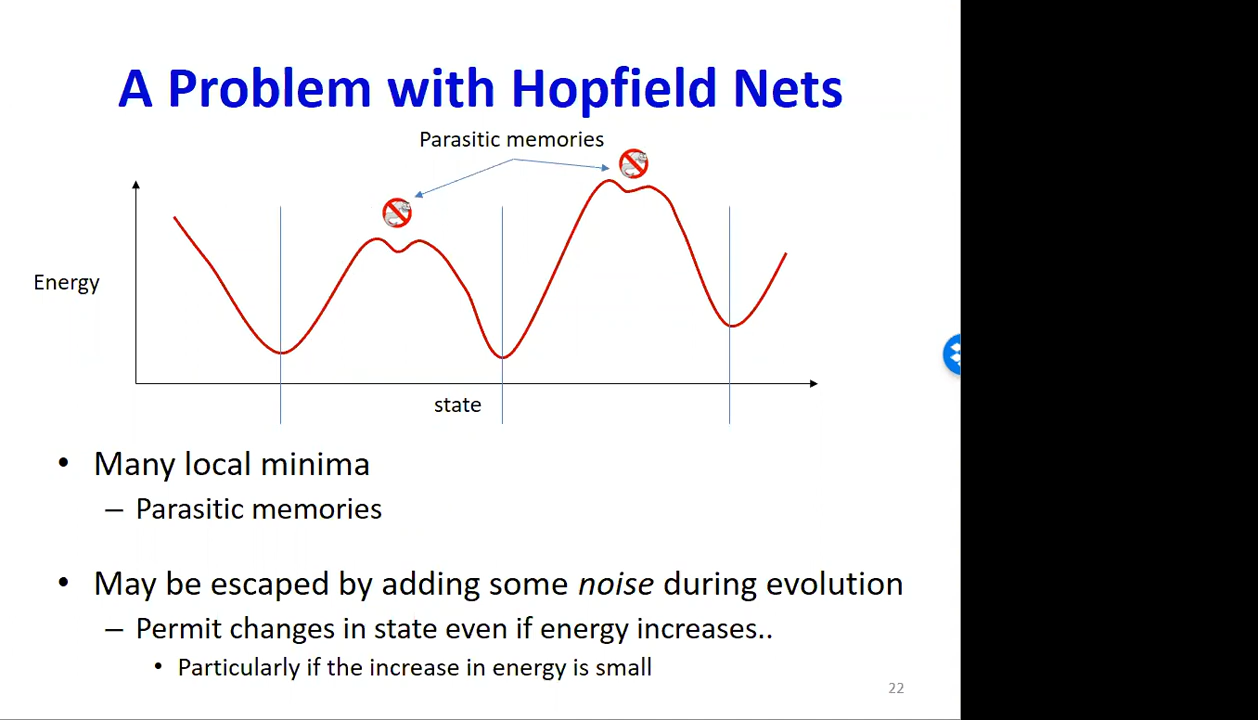 A Problem with Hopfield Nets
Parasitic memories
Energy
state
• Many local minima
– Parasitic memories
• May be escaped by adding some noise during evolution
– Permit changes in state even if energy increases..
• Particularly if the increase in energy is small
22